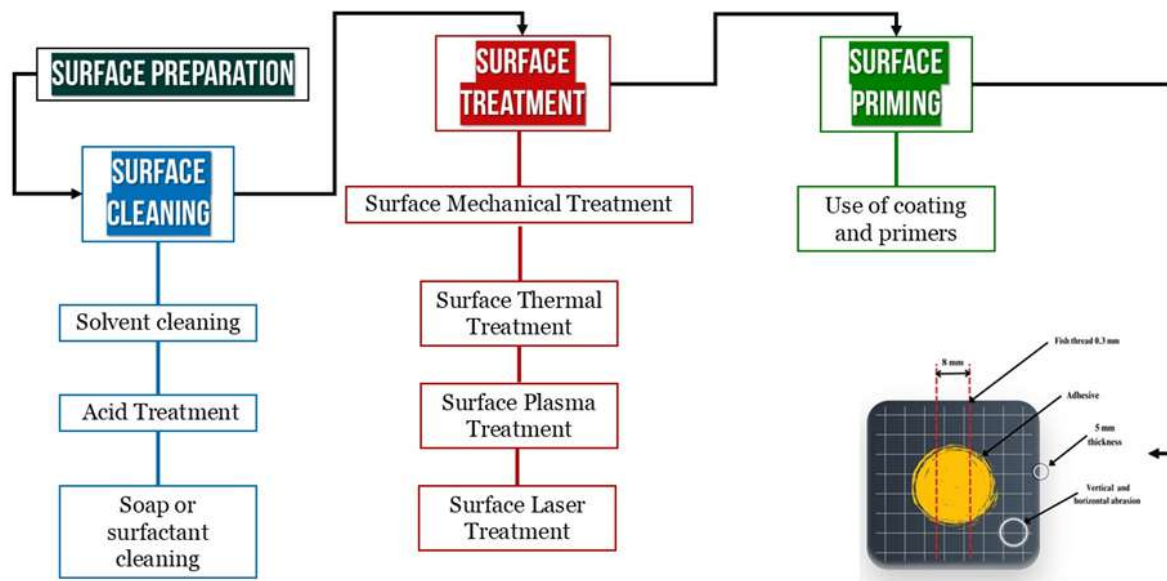 SURFACE PREPARATION
SURFACE
CLEANING
Solvent cleaning
Acid Treatment
Soap or
surfactant
cleaning
SURFACE
TREATMENT
Surface Mechanical Treatment
Surface Thermal
Treatment
Surface Plasma
Treatment
Surface Laser
Treatment
SURFACE
PRIMING
Use of coating
and primers
Fish thread 0.3 mm
8 mm
Adhesive
5 mm
thickness
Vertical and
horizontal abrasion